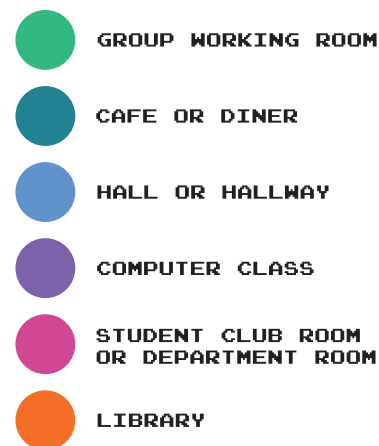 GROUP WORKING ROOM
CAFE OR DINER
HALL OR HALLWAY
COMPUTER CLASS
STUDENT CLUB ROOM
OR DEPARTMENT ROOM
LIBRARY